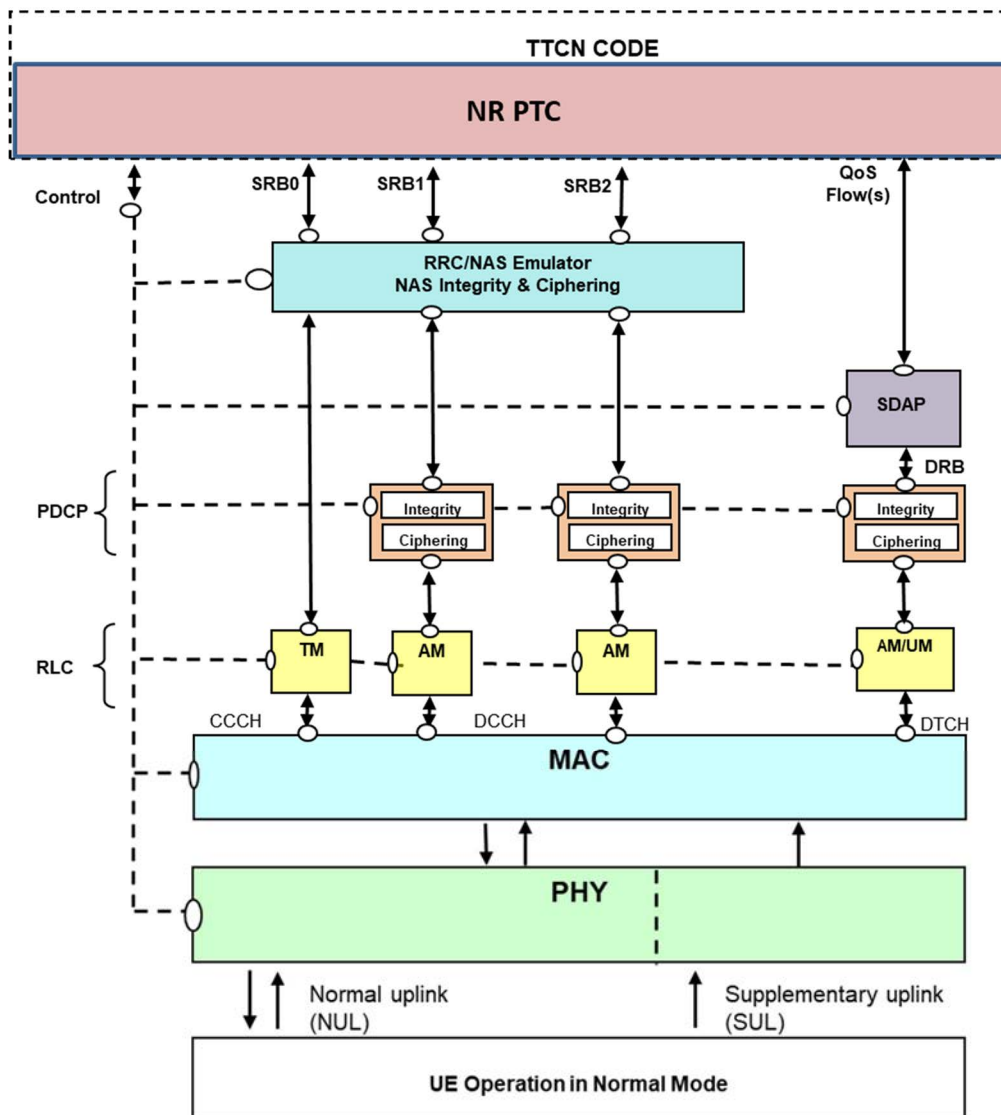 TTCN CODE
NR PTC
Control
SRB0
SRB1
SRB2
QoS
Flow(s)
RRC/NAS Emulator
NAS Integrity & Ciphering
SDAP
DRB
PDCP
Integrity
Ciphering
Integrity
Ciphering
Integrity
Ciphering
RLC
TM
AM
AM
AM/UM
CCCH
DCCH
DTCH
MAC
PHY
Normal uplink
(NUL)
Supplementary uplink
(SUL)
UE Operation in Normal Mode